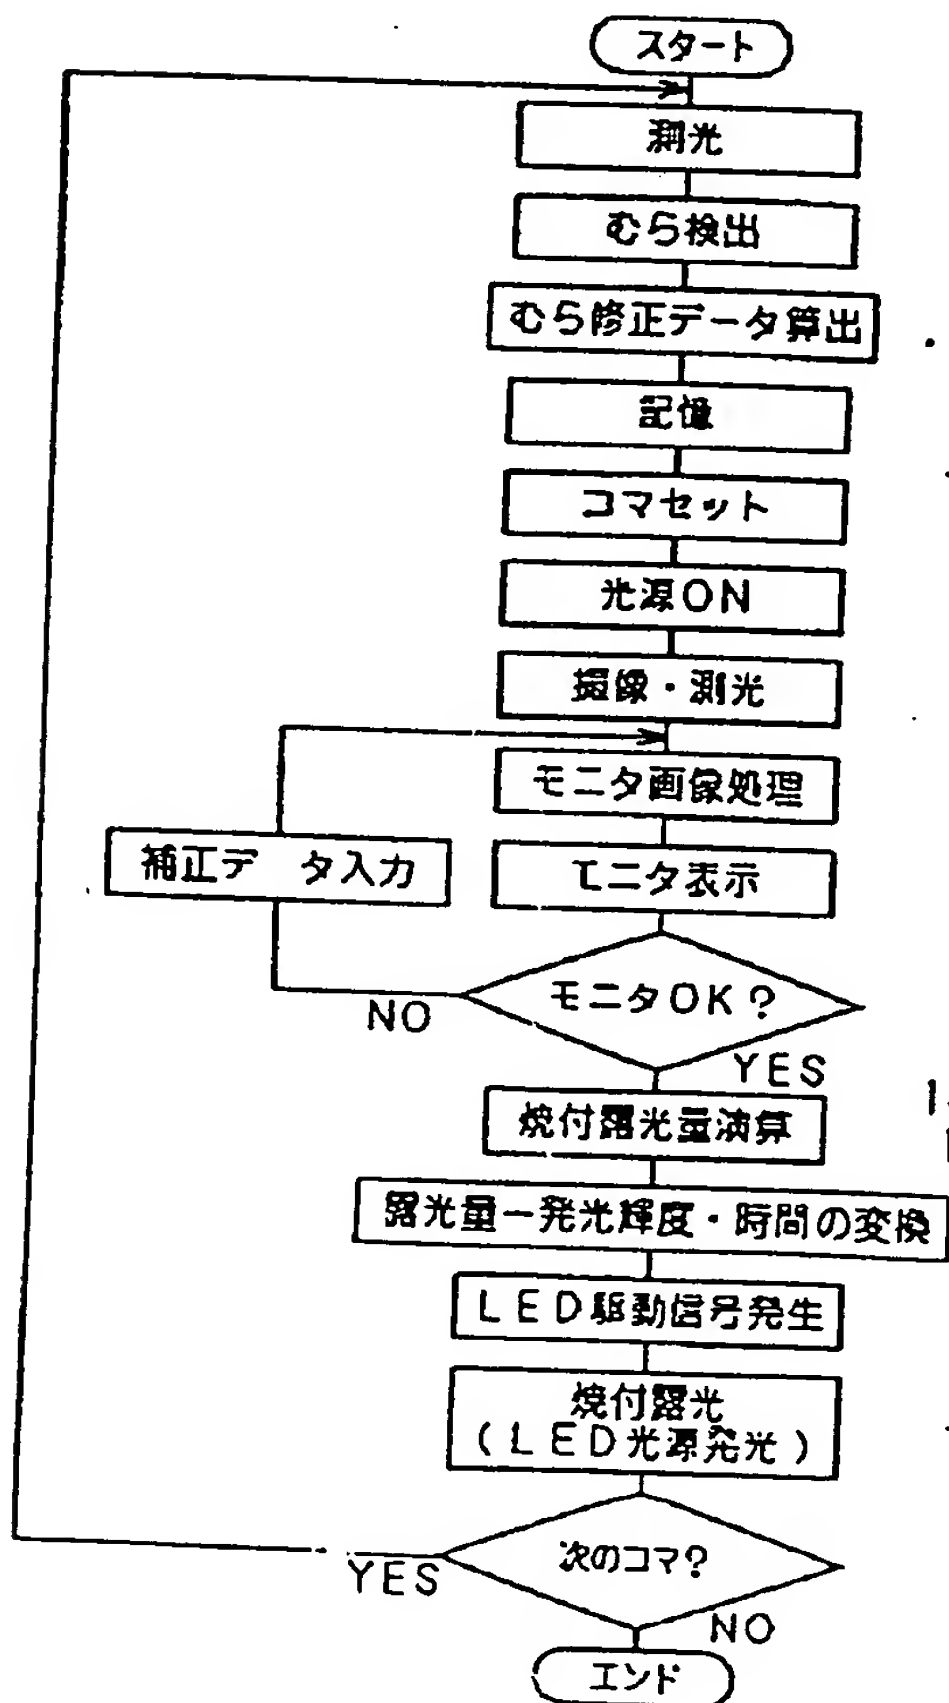 スタート
測光
むら検出
むら修正データ算出
記憶
コマセット
光源ON
撮像・測光
モニタ画像処理
補正デ タ入力
モニタ表示
モニタOK?
NO
YES
焼付露光量演算
露光量ー発光輝度・時間の変換
LED駆動信号発生
焼付露光
(LED光源発光)
次のコマ?
YES
NO
エンド